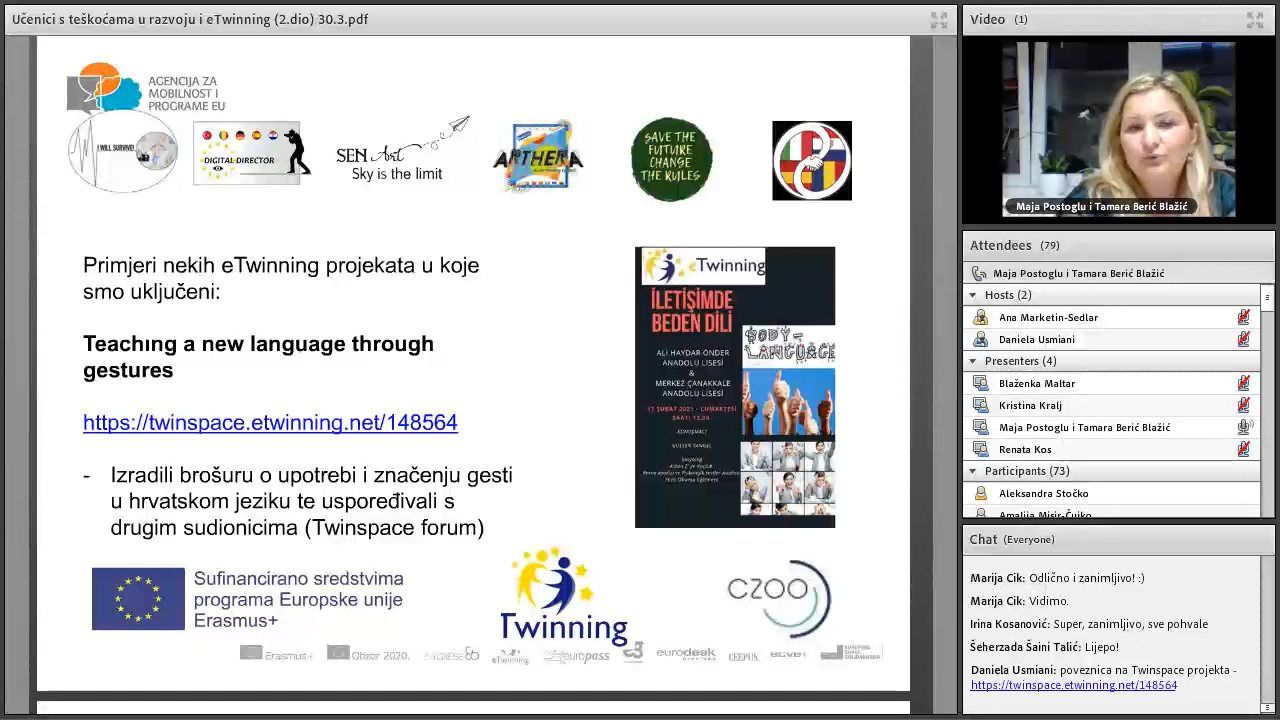 Učenici s teškoćama u razvoju i eTwinning (2.dio) 30.3.pdf
AGENCIJA ZA
MOBILNOST I
PROGRAME EU
I WILL SURVIVE!
DIGITAL DIRECTOR
SEN Art
Sky is the limit
ARTHERA
SAVE THE
FUTURE
CHANGE
THE RULES
Primjeri nekih eTwinning projekata u koje
smo uključeni:
Teachıng a new language through
gestures
https://twinspace.etwinning.net/148564
- Izradili brošuru o upotrebi i značenju gesti
u hrvatskom jeziku te uspoređivali s
drugim sudionicima (Twinspace forum)
eTwinning
İLETİŞİMDE
BEDEN DİLİ
BODY-
LANGUAGE
ALİ HAYDAR ÖNDER
ANADOLU LİSESİ
&
MERKEZ ÇANAKKALE
ANADOLU LİSESİ
Sufinancirano sredstvima
programa Europske unije
Erasmus+
Twinning
CZOO
Erasmus+
Obzor 2020.
eTwinning
europass
eurodesk
Video (1)
Maja Postoglu i Tamara Berić Blažić
Attendees (79)
Maja Postoglu i Tamara Berić Blažić
Hosts (2)
Ana Marketin-Sedlar
Daniela Usmiani
Presenters (4)
Blaženka Maltar
Kristina Kralj
Maja Postoglu i Tamara Berić Blažić
Renata Kos
Participants (73)
Aleksandra Stočko
Chat (Everyone)
Marija Cik: Odlično i zanimljivo! :)
Marija Cik: Vidimo.
Irina Kosanović: Super, zanimljivo, sve pohvale
Šeherzada Saini Talić: Lijepo!
Daniela Usmiani: poveznica na Twinspace projekta -
https://twinspace.etwinning.net/148564